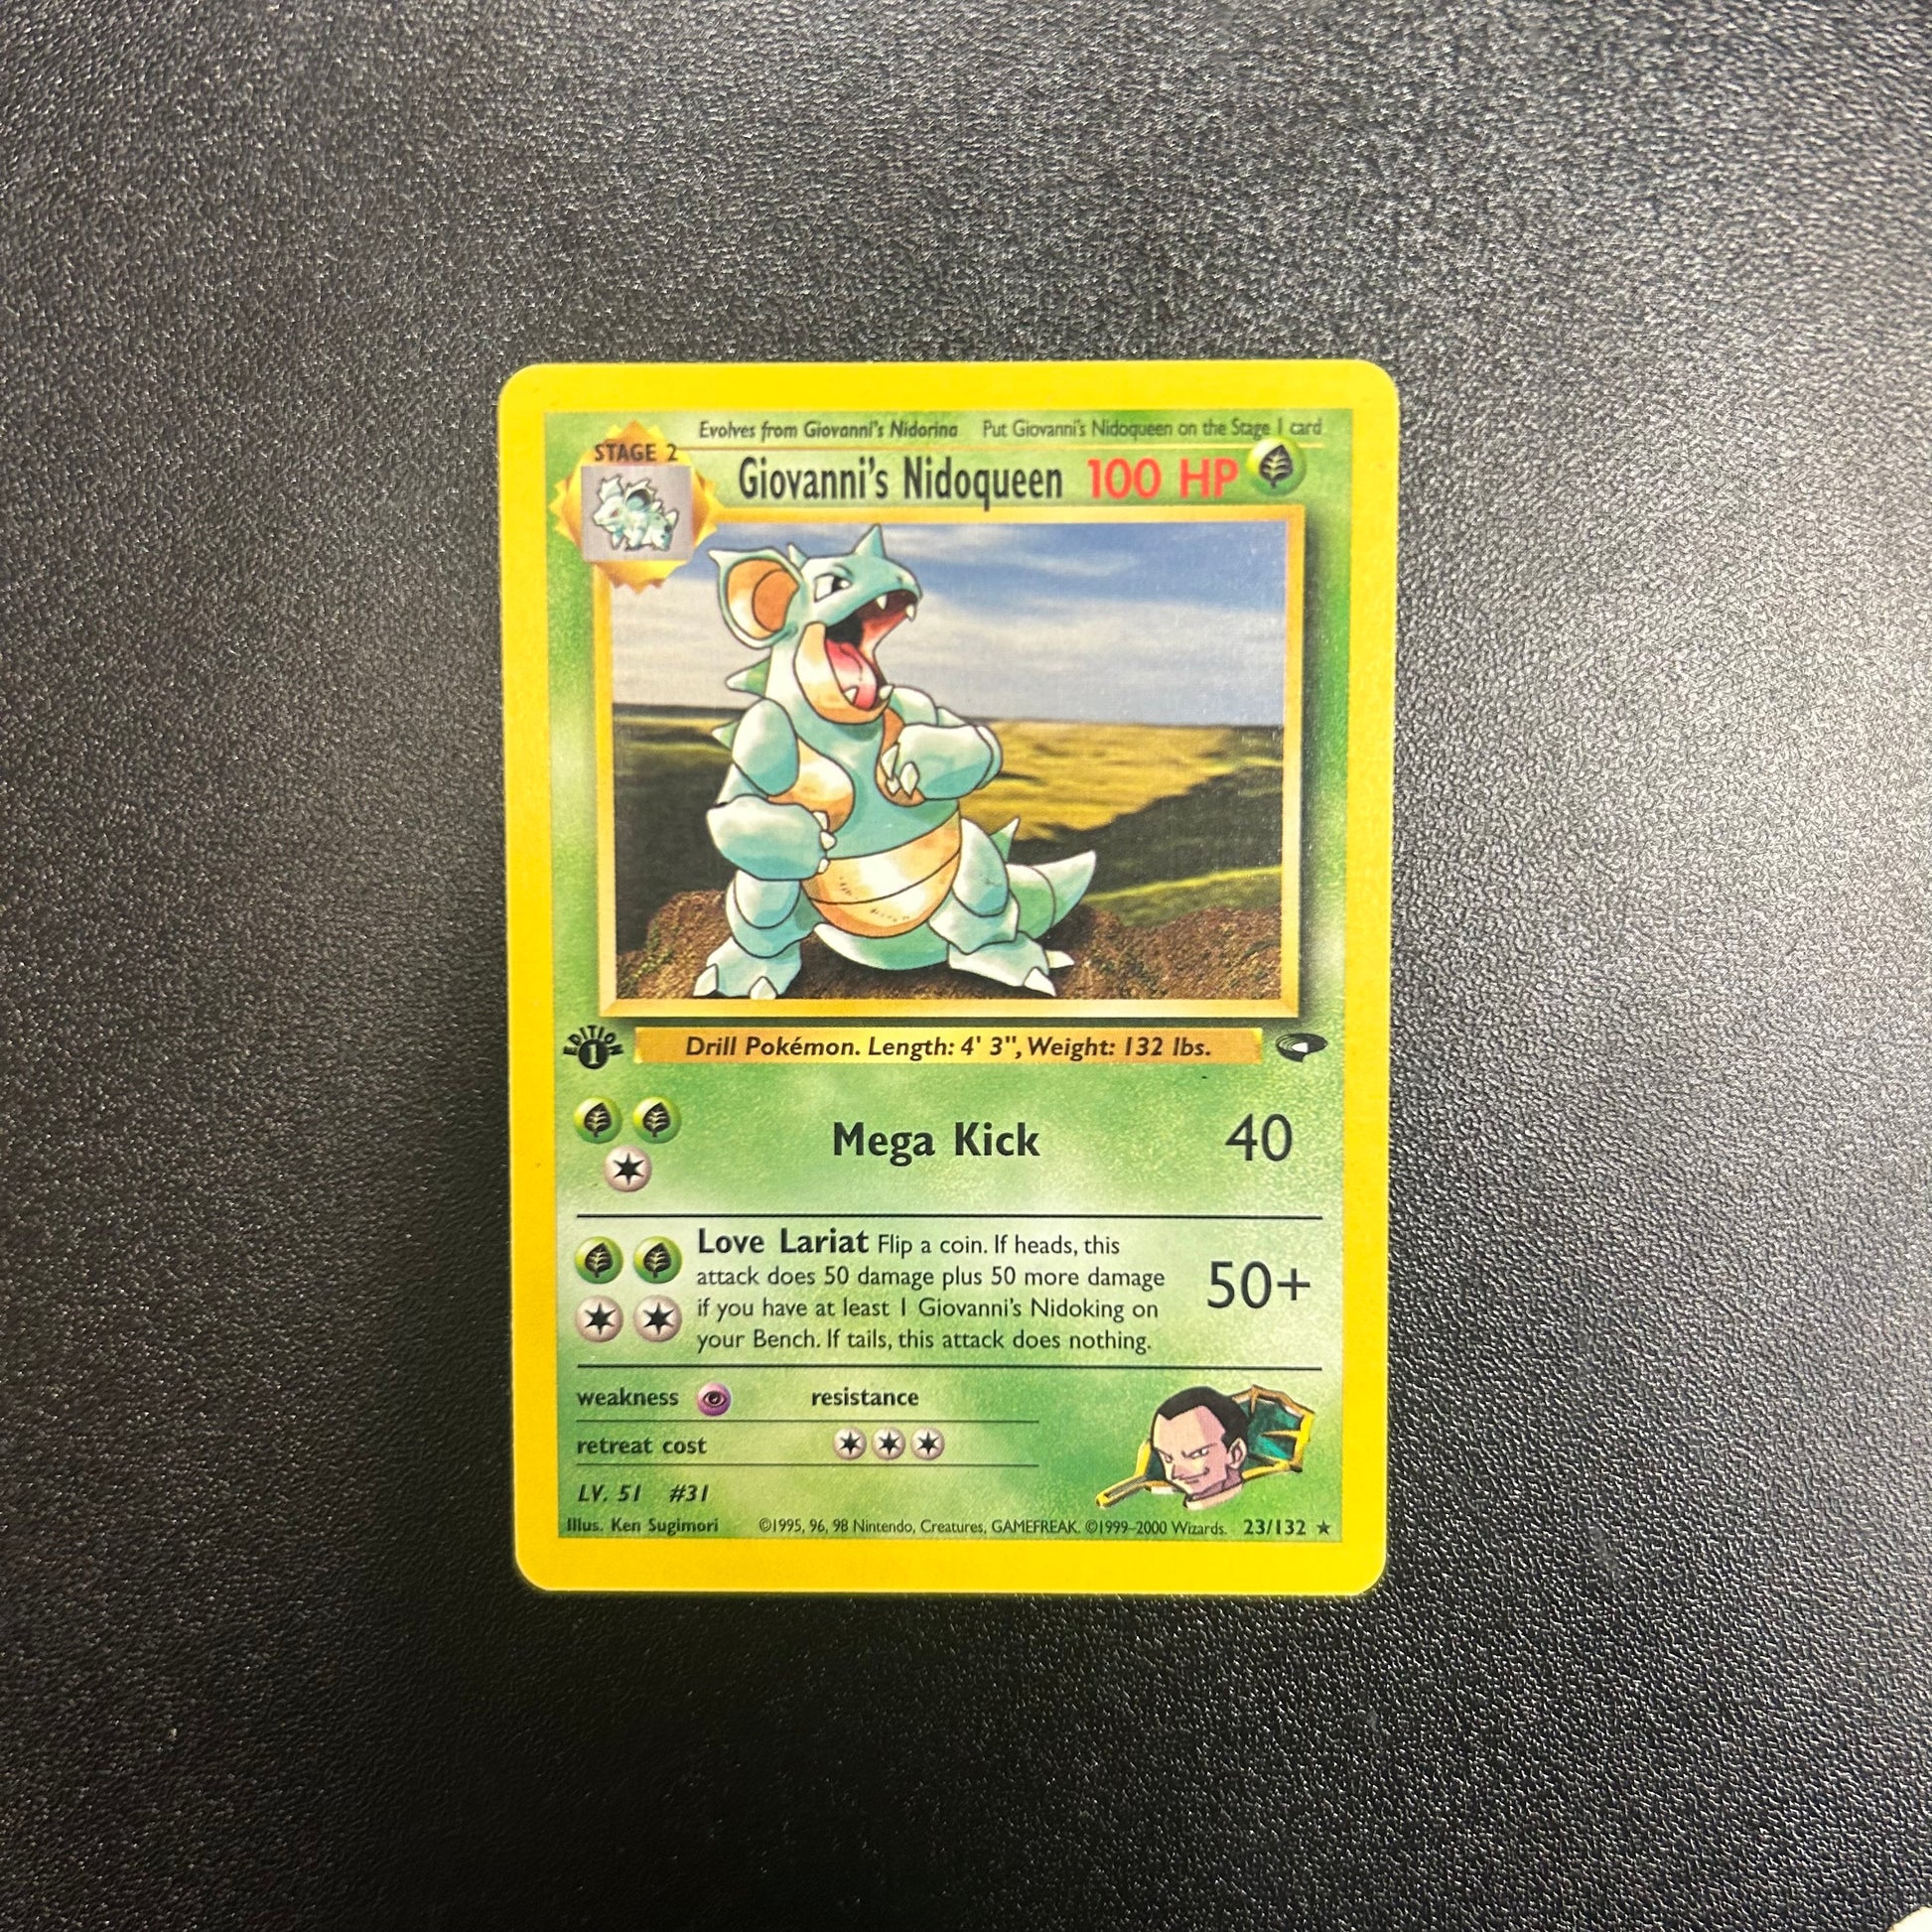 Evolves from Giovanni's Nidorina Put Giovanni's Nidoqueen on the Stage 1 card
STAGE 2
Giovanni's Nidoqueen 100 HP
EDITION
1
Drill Pokémon. Length: 4' 3", Weight: 132 lbs.
Mega Kick 40
Love Lariat Flip a coin. If heads, this
attack does 50 damage plus 50 more damage
if you have at least 1 Giovanni's Nidoking on
your Bench. If tails, this attack does nothing.
50+
weakness resistance
retreat cost
LV. 51 #31
Illus. Ken Sugimori ©1995, 96, 98 Nintendo, Creatures, GAMEFREAK. ©1999–2000 Wizards. 23/132 ★